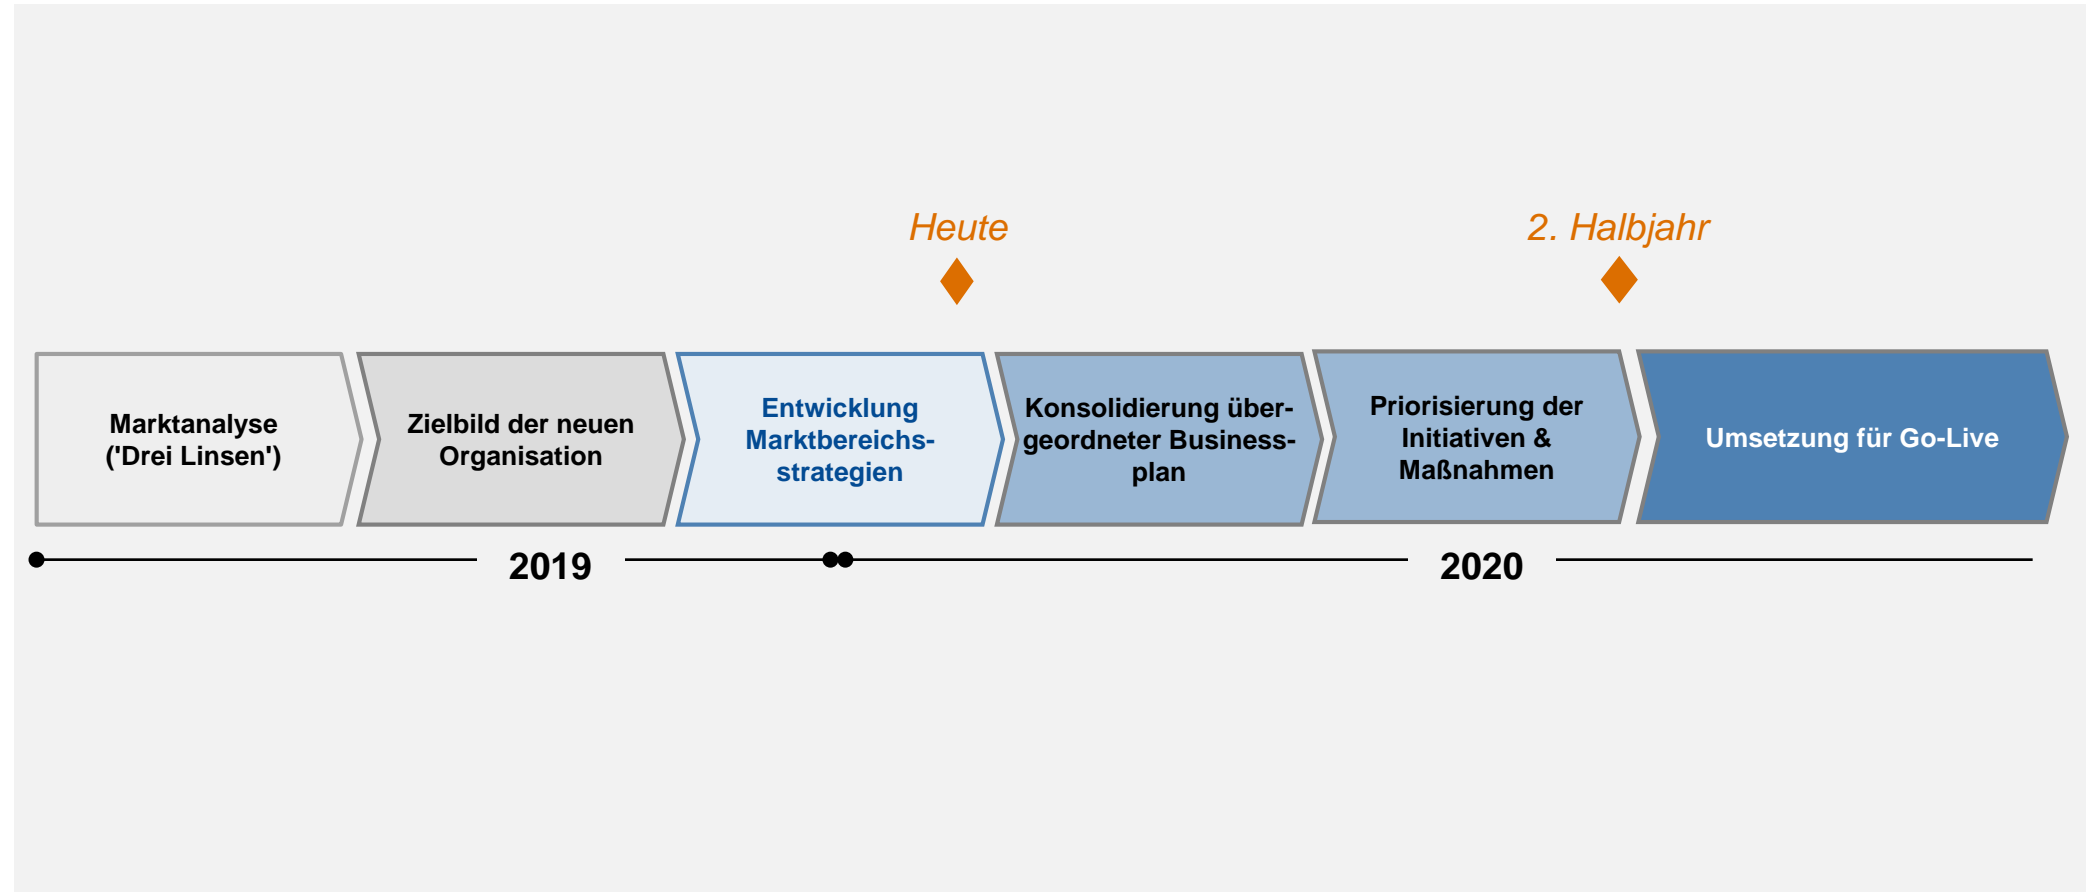 Heute
2. Halbjahr
Marktanalyse
('Drei Linsen')
Zielbild der neuen
Organisation
Entwicklung
Marktbereichs-
strategien
Konsolidierung über-
geordneter Business-
plan
Priorisierung der
Initiativen &
Maßnahmen
Umsetzung für Go-Live
2019
2020